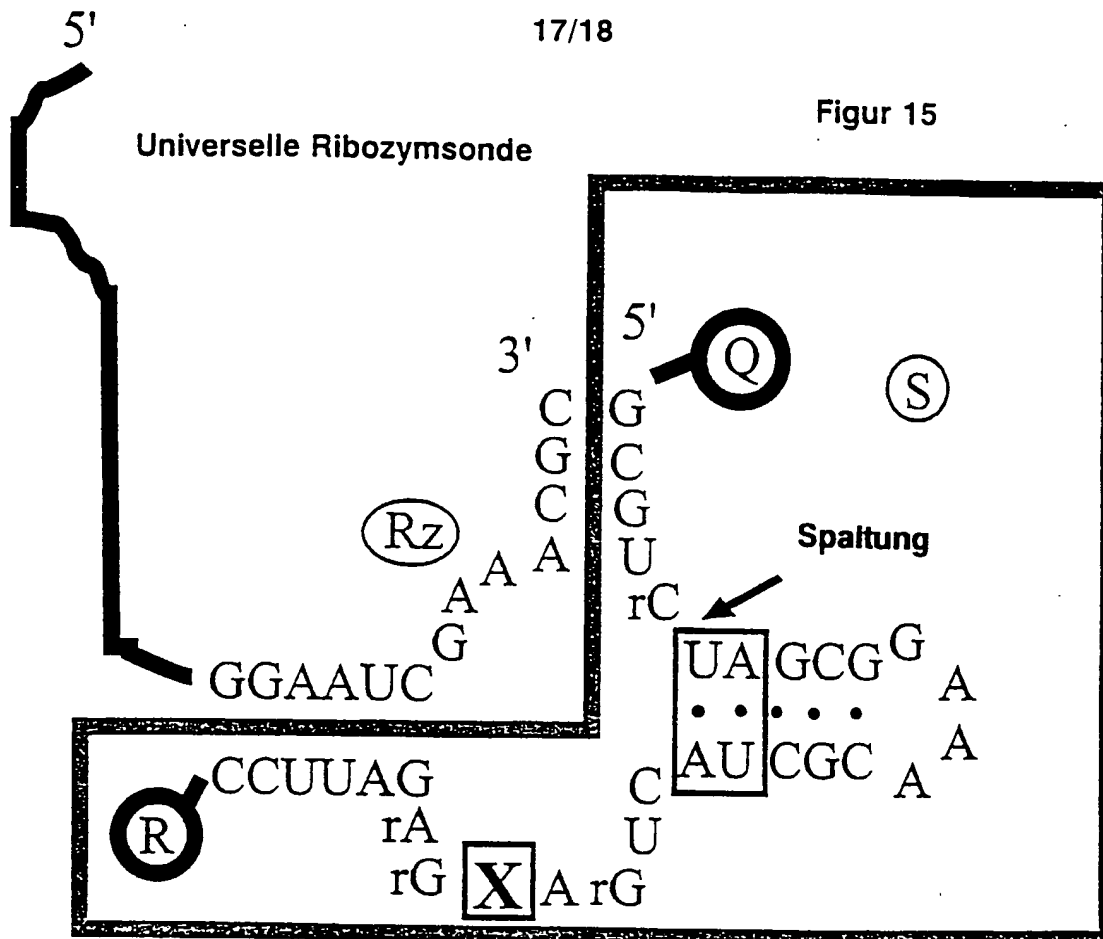 17/18
5'
Figur 15
Universelle Ribozymsonde
5'
3'
Q
S
C G
G C
C G
Rz
A A A U
G rC
Spaltung
GGAAUC
UA GCG G A
A
AU CGC A
R
CCUUAG
C
rA
U
rG X A rG